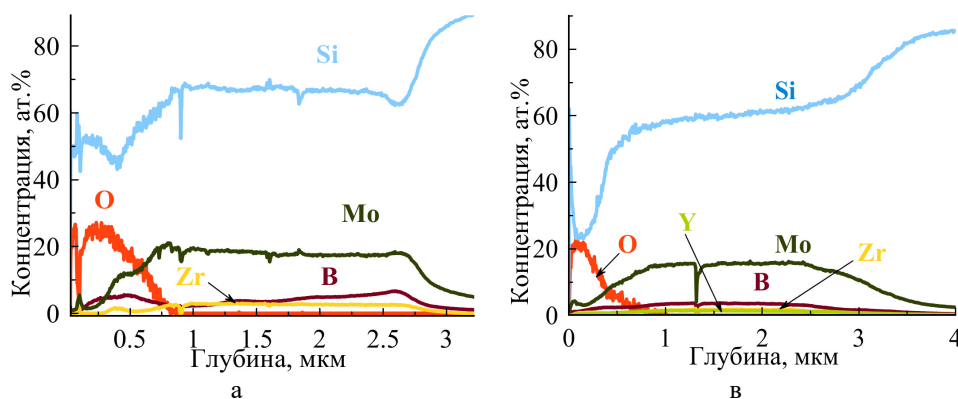 Концентрация, ат.%
80
60
40
20
0
Si
O
Mo
Zr
B
0.5
1
1.5
2
2.5
3
Глубина, мкм
а
Концентрация, ат.%
80
60
40
20
0
Si
Y
O
Mo
Zr
B
0
1
2
3
4
Глубина, мкм
в